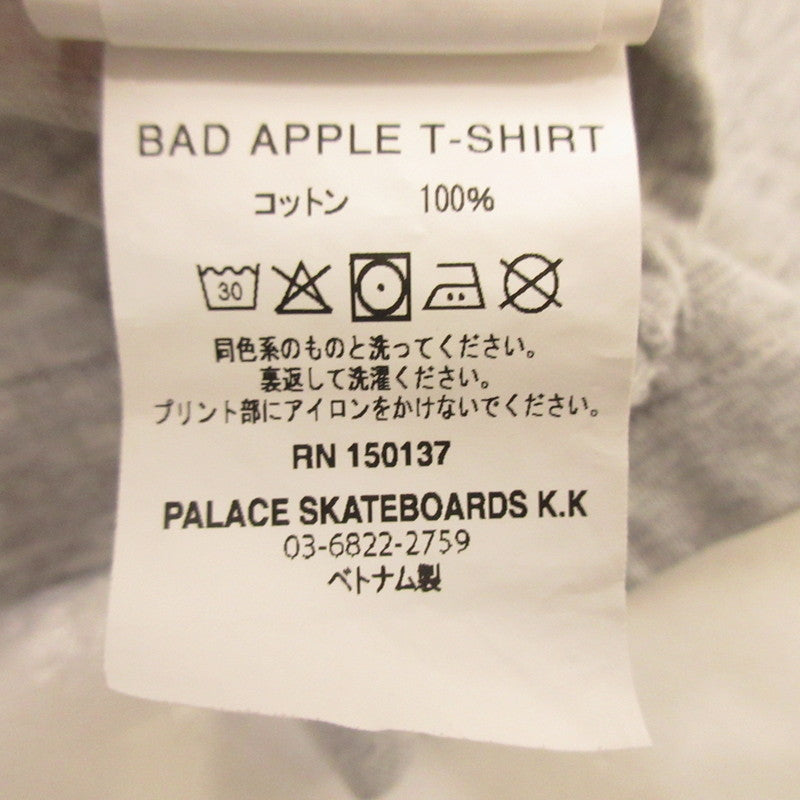 BAD APPLE T-SHIRT
コットン 100%
30
同色系のものと洗ってください。
裏返して洗濯ください。
プリント部にアイロンをかけないでください。
RN 150137
PALACE SKATEBOARDS K.K
03-6822-2759
ベトナム製